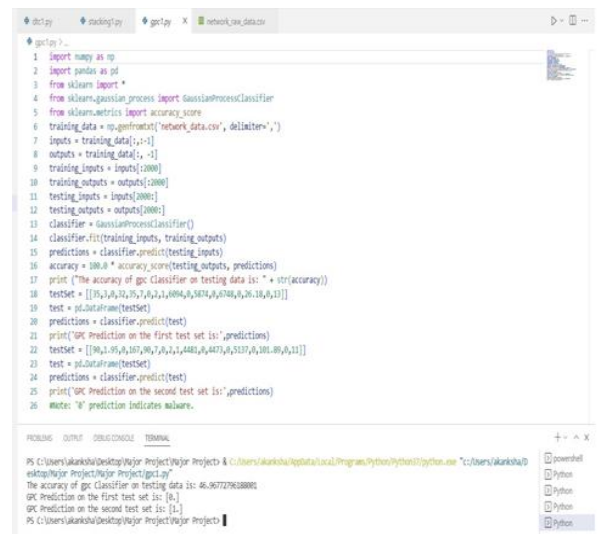 dtc1.py stacking1.py gpc1.py X network_raw_data.csv
gpc1.py > ...
1 import numpy as np
2 import pandas as pd
3 from sklearn import *
4 from sklearn.gaussian_process import GaussianProcessClassifier
5 from sklearn.metrics import accuracy_score
6 training_data = np.genfromtxt('network_data.csv', delimiter=',')
7 inputs = training_data[:,:-1]
8 outputs = training_data[:, -1]
9 training_inputs = inputs[:2000]
10 training_outputs = outputs[:2000]
11 testing_inputs = inputs[2000:]
12 testing_outputs = outputs[2000:]
13 classifier = GaussianProcessClassifier()
14 classifier.fit(training_inputs, training_outputs)
15 predictions = classifier.predict(testing_inputs)
16 accuracy = 100.0 * accuracy_score(testing_outputs, predictions)
17 print ("The accuracy of gpc Classifier on testing data is: " + str(accuracy))
18 testSet = [[35,3,0,32,35,7,0,2,1,6094,0,5874,0,6748,0,26.18,0,13]]
19 test = pd.DataFrame(testSet)
20 predictions = classifier.predict(test)
21 print('GPC Prediction on the first test set is:',predictions)
22 testSet = [[90,1.95,0,167,90,7,0,2,1,4481,0,4473,0,5137,0,101.89,0,11]]
23 test = pd.DataFrame(testSet)
24 predictions = classifier.predict(test)
25 print('GPC Prediction on the second test set is:',predictions)
26 #Note: '0' prediction indicates malware.
PROBLEMS OUTPUT DEBUG CONSOLE TERMINAL
PS C:\Users\akanksha\Desktop\Major Project\Major Project> & C:/Users/akanksha/AppData/Local/Programs/Python/Python37/python.exe "c:/Users/akanksha/D
esktop/Major Project/Major Project/gpc1.py"
The accuracy of gpc Classifier on testing data is: 46.96772796188001
GPC Prediction on the first test set is: [0.]
GPC Prediction on the second test set is: [1.]
PS C:\Users\akanksha\Desktop\Major Project\Major Project>
powershell
Python
Python
Python
Python